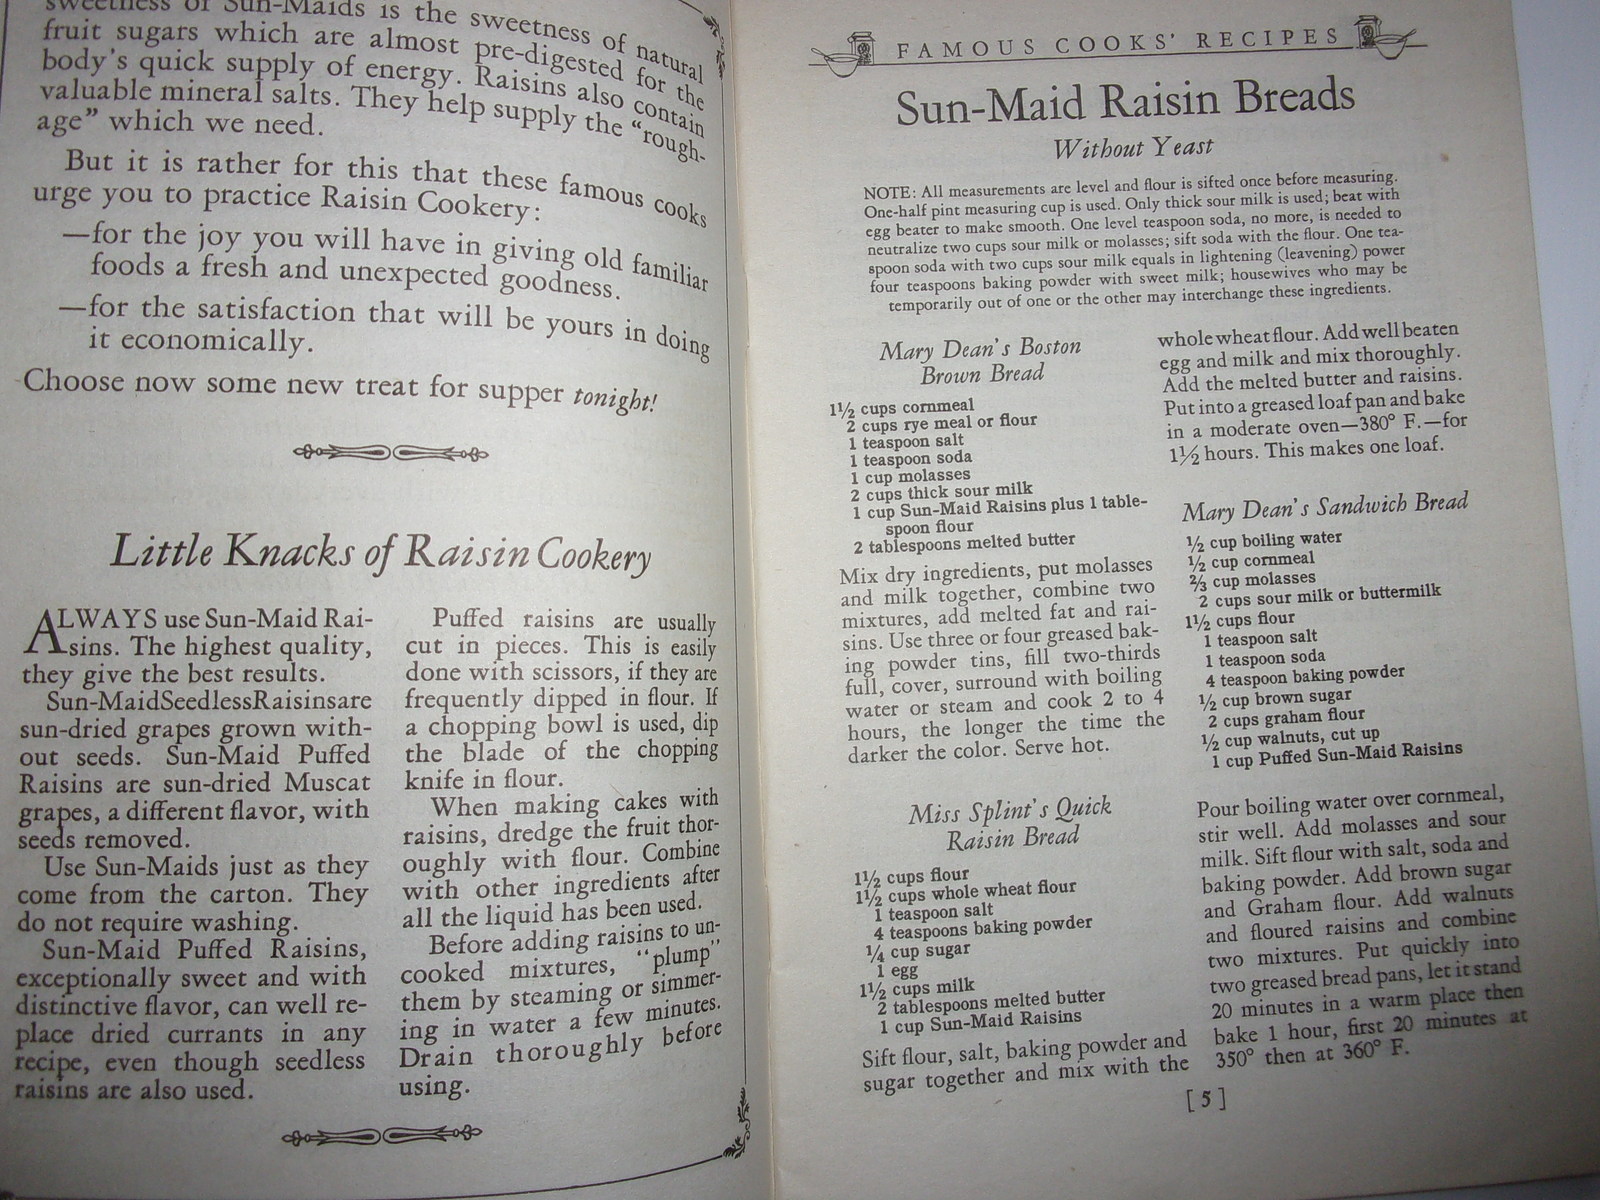 sweetness of Sun-Maids is the sweetness of natural
fruit sugars which are almost pre-digested for the
body's quick supply of energy. Raisins also contain
valuable mineral salts. They help supply the “rough-
age” which we need.
But it is rather for this that these famous cooks
urge you to practice Raisin Cookery:
—for the joy you will have in giving old familiar
foods a fresh and unexpected goodness.
—for the satisfaction that will be yours in doing
it economically.
Choose now some new treat for supper tonight!
Little Knacks of Raisin Cookery
ALWAYS use Sun-Maid Rai-
sins. The highest quality,
they give the best results.
Sun-Maid Seedless Raisins are
sun-dried grapes grown with-
out seeds. Sun-Maid Puffed
Raisins are sun-dried Muscat
grapes, a different flavor, with
seeds removed.
Use Sun-Maids just as they
come from the carton. They
do not require washing.
Sun-Maid Puffed Raisins,
exceptionally sweet and with
distinctive flavor, can well re-
place dried currants in any
recipe, even though seedless
raisins are also used.
Puffed raisins are usually
cut in pieces. This is easily
done with scissors, if they are
frequently dipped in flour. If
a chopping bowl is used, dip
the blade of the chopping
knife in flour.
When making cakes with
raisins, dredge the fruit thor-
oughly with flour. Combine
with other ingredients after
all the liquid has been used.
Before adding raisins to un-
cooked mixtures, “plump”
them by steaming or simmer-
ing in water a few minutes.
Drain thoroughly before
using.
FAMOUS COOKS' RECIPES
Sun-Maid Raisin Breads
Without Yeast
NOTE: All measurements are level and flour is sifted once before measuring.
One-half pint measuring cup is used. Only thick sour milk is used; beat with
egg beater to make smooth. One level teaspoon soda, no more, is needed to
neutralize two cups sour milk or molasses; sift soda with the flour. One tea-
spoon soda with two cups sour milk equals in lightening (leavening) power
four teaspoons baking powder with sweet milk; housewives who may be
temporarily out of one or the other may interchange these ingredients.
Mary Dean's Boston
Brown Bread
1½ cups cornmeal
2 cups rye meal or flour
1 teaspoon salt
1 teaspoon soda
1 cup molasses
2 cups thick sour milk
1 cup Sun-Maid Raisins plus 1 table-
spoon flour
2 tablespoons melted butter
Mix dry ingredients, put molasses
and milk together, combine two
mixtures, add melted fat and rai-
sins. Use three or four greased bak-
ing powder tins, fill two-thirds
full, cover, surround with boiling
water or steam and cook 2 to 4
hours, the longer the time the
darker the color. Serve hot.
Miss Splint's Quick
Raisin Bread
1½ cups flour
1½ cups whole wheat flour
1 teaspoon salt
4 teaspoons baking powder
¼ cup sugar
1 egg
1½ cups milk
2 tablespoons melted butter
1 cup Sun-Maid Raisins
Sift flour, salt, baking powder and
sugar together and mix with the
whole wheat flour. Add well beaten
egg and milk and mix thoroughly.
Add the melted butter and raisins.
Put into a greased loaf pan and bake
in a moderate oven—380° F.—for
1½ hours. This makes one loaf.
Mary Dean's Sandwich Bread
½ cup boiling water
½ cup cornmeal
⅔ cup molasses
2 cups sour milk or buttermilk
1½ cups flour
1 teaspoon salt
1 teaspoon soda
4 teaspoon baking powder
½ cup brown sugar
2 cups graham flour
½ cup walnuts, cut up
1 cup Puffed Sun-Maid Raisins
Pour boiling water over cornmeal,
stir well. Add molasses and sour
milk. Sift flour with salt, soda and
baking powder. Add brown sugar
and Graham flour. Add walnuts
and floured raisins and combine
two mixtures. Put quickly into
two greased bread pans, let it stand
20 minutes in a warm place then
bake 1 hour, first 20 minutes at
350° then at 360° F.
[ 5 ]